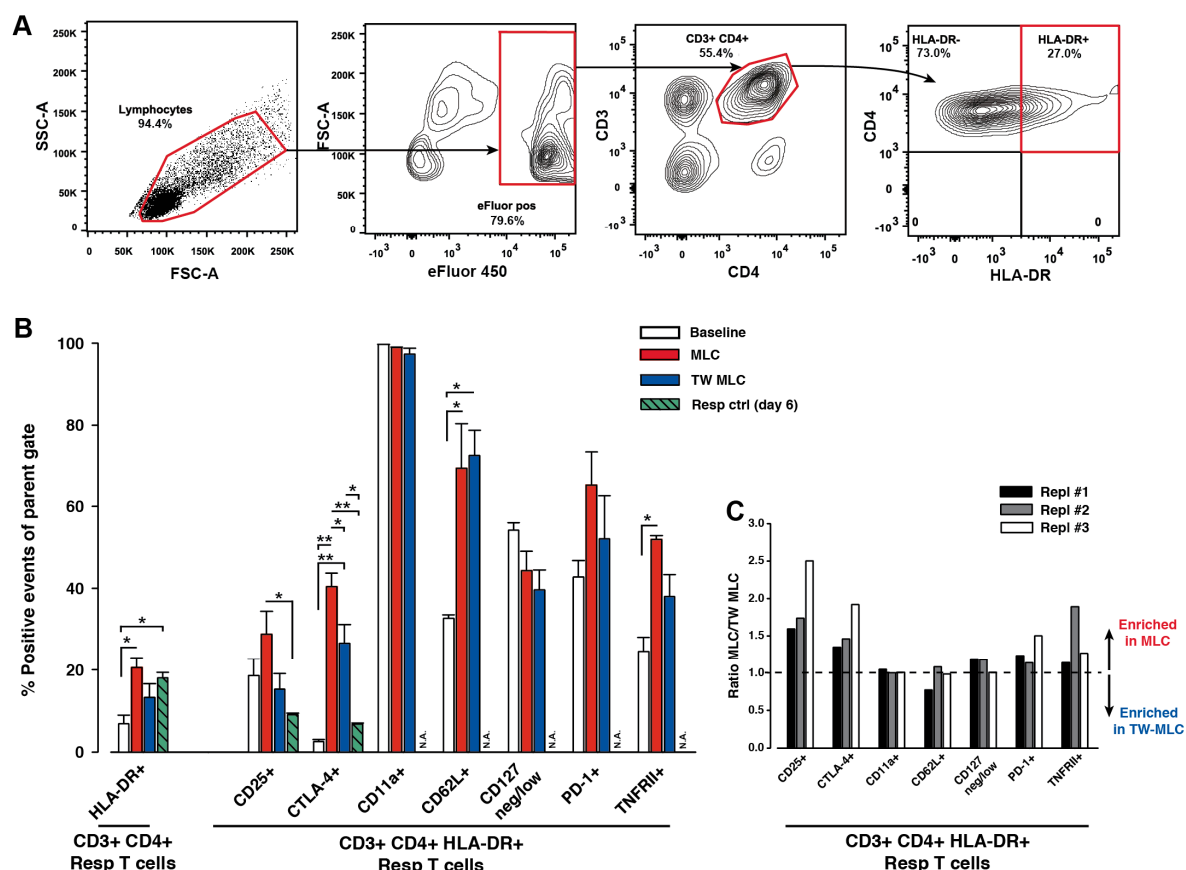 A
250K
200K
150K
100K
50K
0
SSC-A
Lymphocytes
94.4%
0 50K 100K 150K 200K 250K
FSC-A
250K
200K
150K
100K
50K
0
FSC-A
eFluor pos
79.6%
-10³ 0 10³ 10⁴ 10⁵
eFluor 450
CD3+ CD4+
55.4%
10⁵
10⁴
10³
0
-10³
CD3
-10³ 0 10³ 10⁴ 10⁵
CD4
HLA-DR-
73.0%
HLA-DR+
27.0%
10⁵
10⁴
10³
0
-10³
CD4
0
0
-10³ 0 10³ 10⁴ 10⁵
HLA-DR
B
Baseline
MLC
TW MLC
Resp ctrl (day 6)
% Positive events of parent gate
100
80
60
40
20
0
*
*
*
**
**
*
**
*
*
*
*
N.A.
N.A.
N.A.
N.A.
N.A.
HLA-DR+
CD25+
CTLA-4+
CD11a+
CD62L+
CD127
neg/low
PD-1+
TNFRII+
CD3+ CD4+
Resp T cells
CD3+ CD4+ HLA-DR+
Resp T cells
C
Repl #1
Repl #2
Repl #3
Ratio MLC/TW MLC
3.0
2.5
2.0
1.5
1.0
0.5
0.0
Enriched
in MLC
Enriched
in TW-MLC
CD25+
CTLA-4+
CD11a+
CD62L+
CD127
neg/low
PD-1+
TNFRII+
CD3+ CD4+ HLA-DR+
Resp T cells